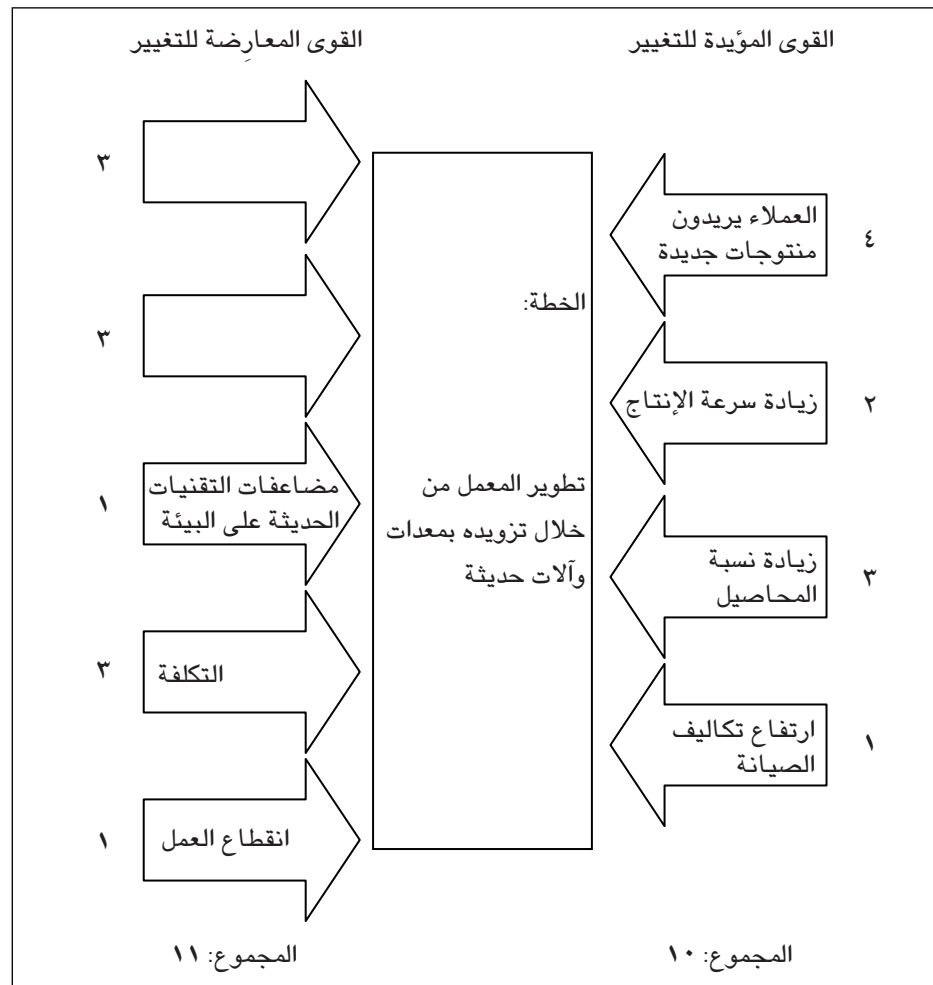 القوى المؤيدة للتغيير
القوى المعارِضة للتغيير
٤
العملاء يريدون
منتوجات جديدة
٢
زيادة سرعة الإنتاج
٣
زيادة نسبة
المحاصيل
١
ارتفاع تكاليف
الصيانة
الخطة:
تطوير المعمل من
خلال تزويده بمعدات
وآلات حديثة
٣
٣
مضاعفات التقنيات
الحديثة على البيئة
١
التكلفة
٣
انقطاع العمل
١
المجموع: ١٠
المجموع: ١١